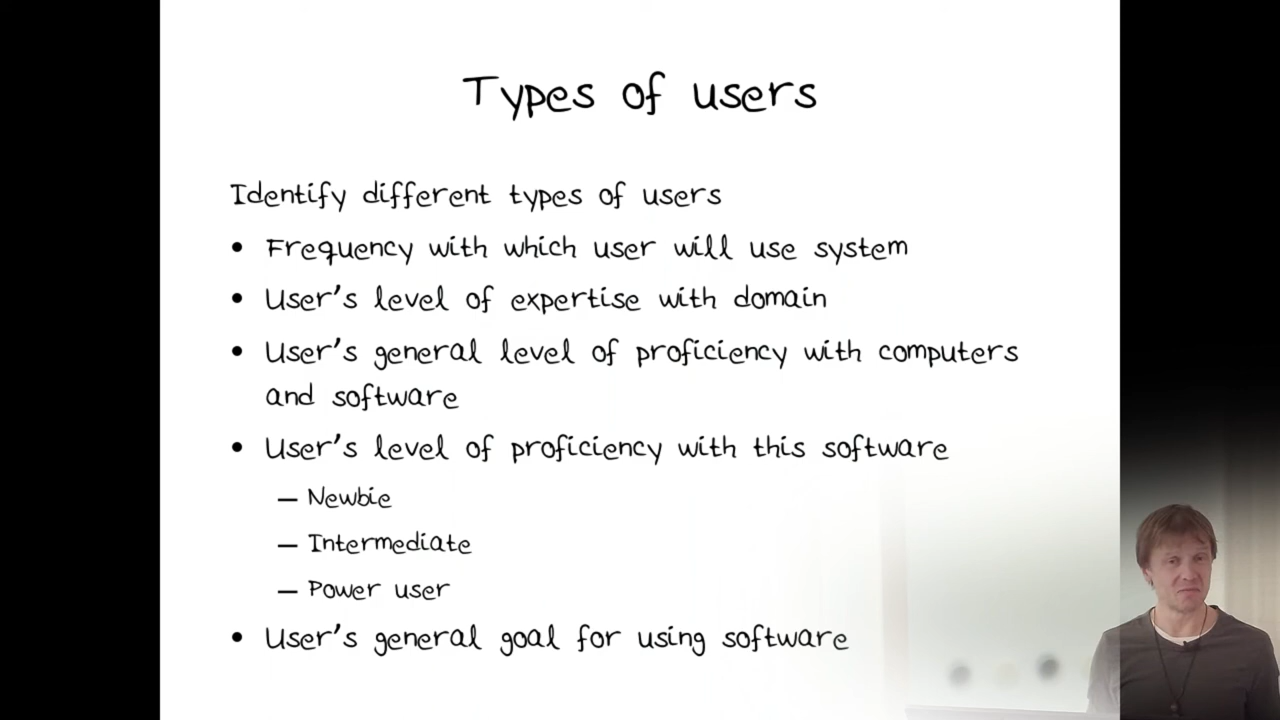 Types of users
Identify different types of users
• Frequency with which user will use system
• User's level of expertise with domain
• User's general level of proficiency with computers
and software
• User's level of proficiency with this software
– Newbie
– Intermediate
– Power user
• User's general goal for using software